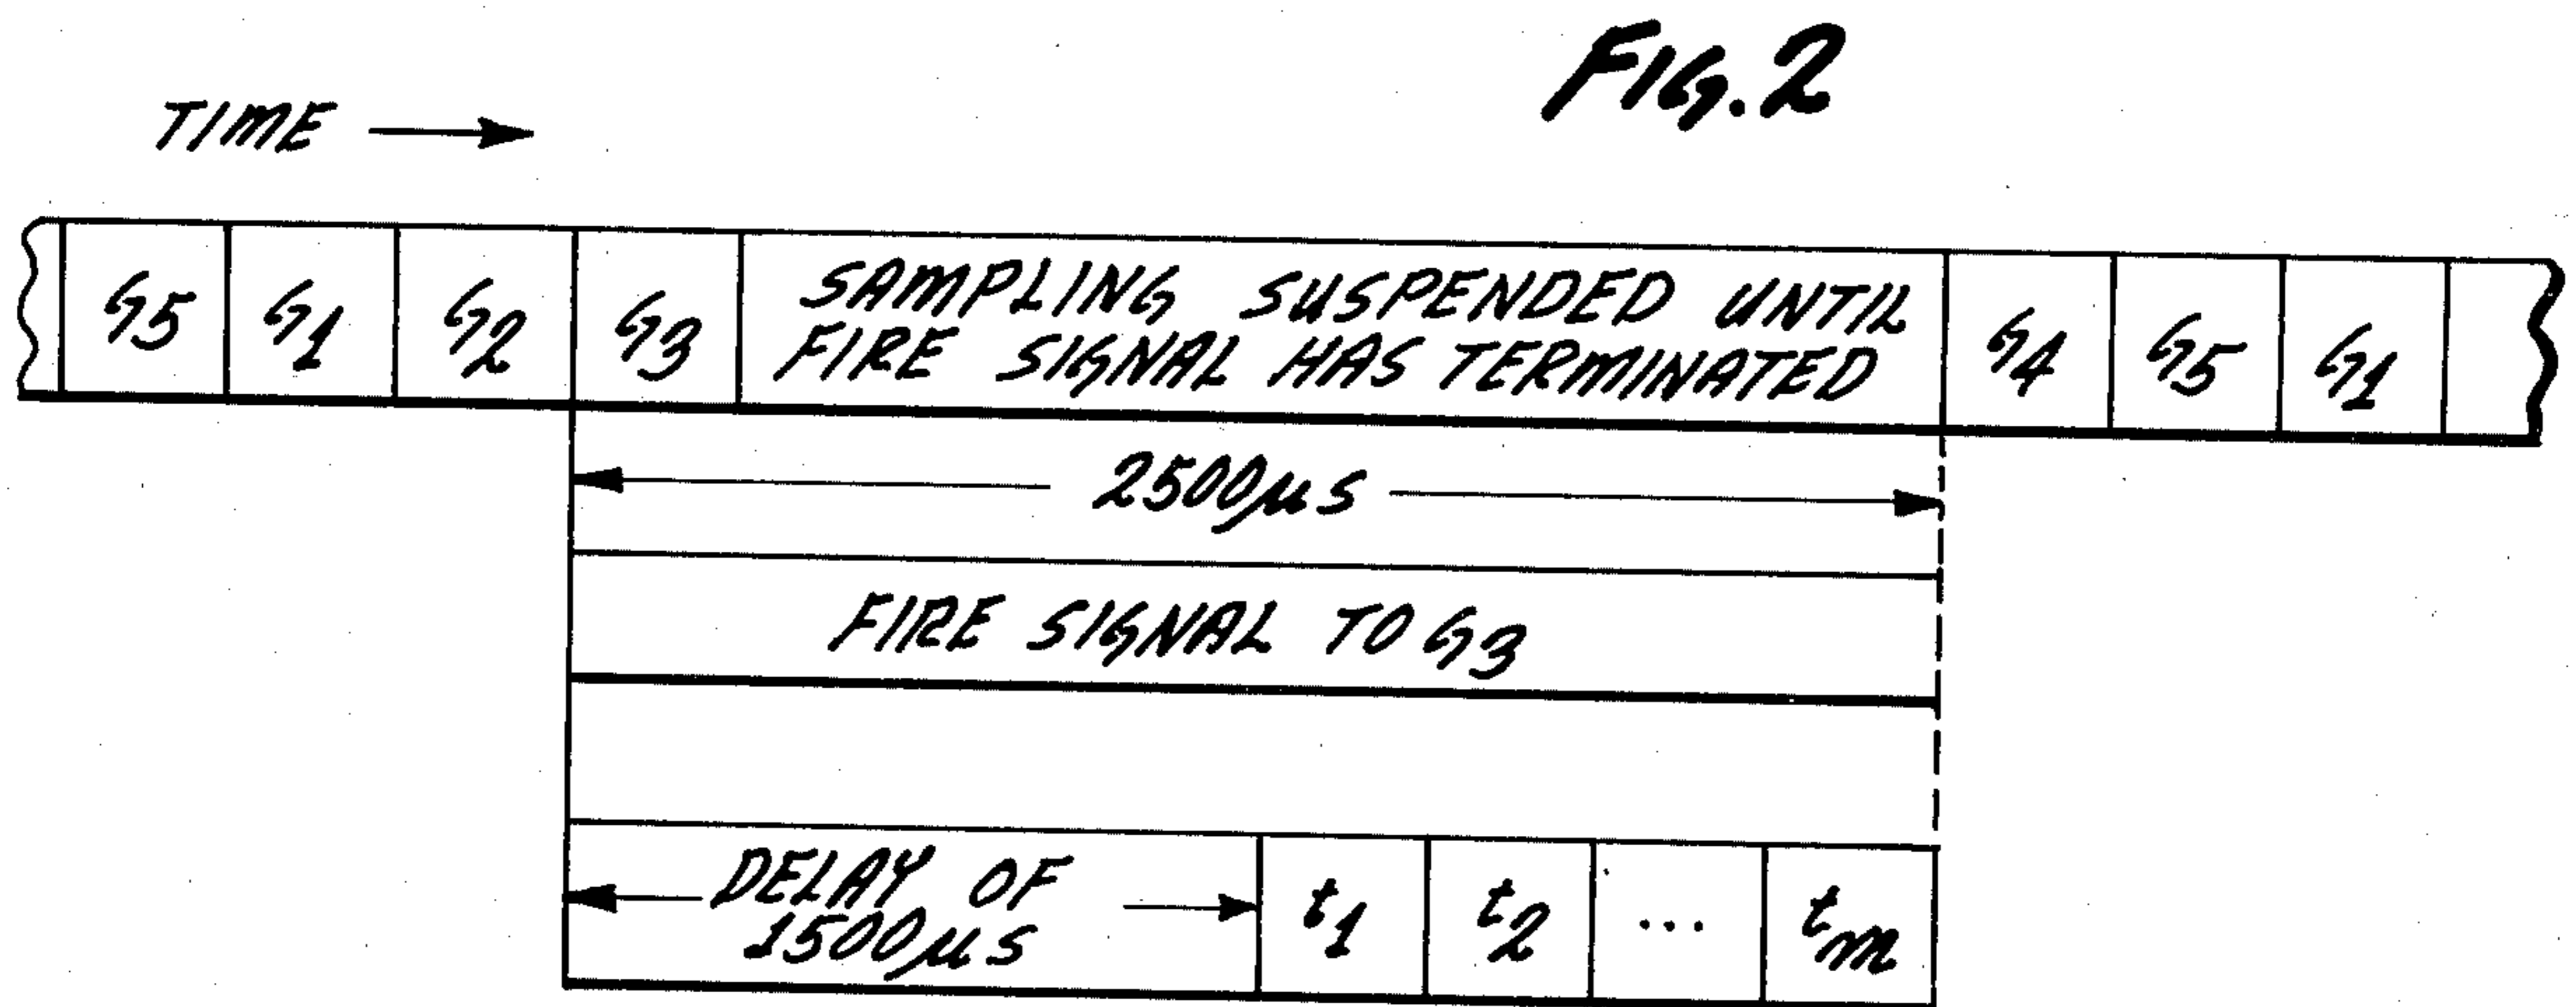 FIG. 2
TIME
G5 G1 G2 G3 SAMPLING SUSPENDED UNTIL FIRE SIGNAL HAS TERMINATED G4 G5 G1
2500μs
FIRE SIGNAL TO G3
DELAY OF 1500μs t1 t2 ... tm